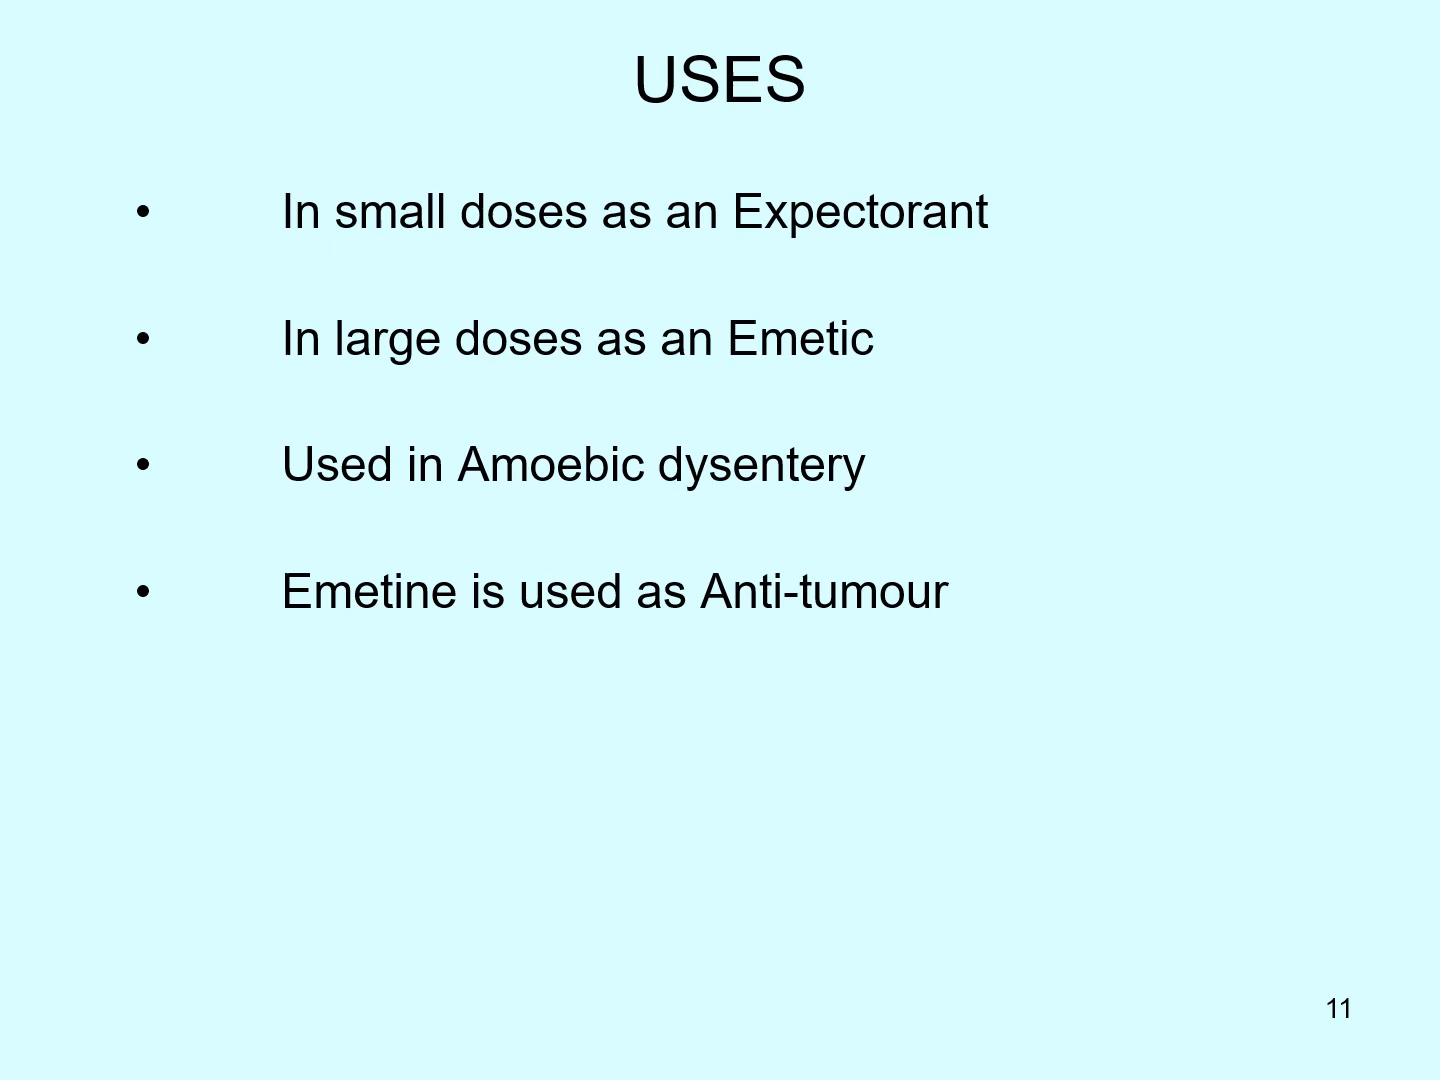 USES
• In small doses as an Expectorant
• In large doses as an Emetic
• Used in Amoebic dysentery
• Emetine is used as Anti-tumour
11